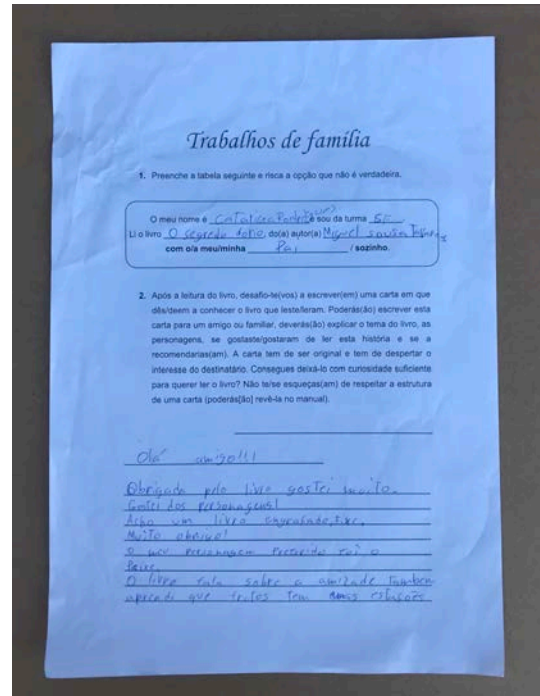 Trabalhos de família
1. Preenche a tabela seguinte e risca a opção que não é verdadeira.
O meu nome é Catarina e sou da turma
Li o livro O segredo do rio, do(a) autor(a) Miguel Sousa Tavares
com o/a meu/minha Pai / sozinho.
2. Após a leitura do livro, desafio-te(vos) a escrever(em) uma carta em que
dês/deem a conhecer o livro que leste/leram. Poderás(ão) escrever esta
carta para um amigo ou familiar, deverás(ão) explicar o tema do livro, as
personagens, se gostaste/gostaram de ler esta história e se a
recomendarias(am). A carta tem de ser original e tem de despertar o
interesse do destinatário. Consegues deixá-lo com curiosidade suficiente
para querer ler o livro? Não te/se esqueças(am) de respeitar a estrutura
de uma carta (poderás[ão] revê-la no manual).
Olá amigo!!!
Obrigada pelo livro gostei muito.
Gostei dos personagens!
Acho um livro engraçado, fixe,
Muito
O meu personagem preferido foi o
Peixe.
O livro fala sobre a amizade também
aprendi que frutos tem estações